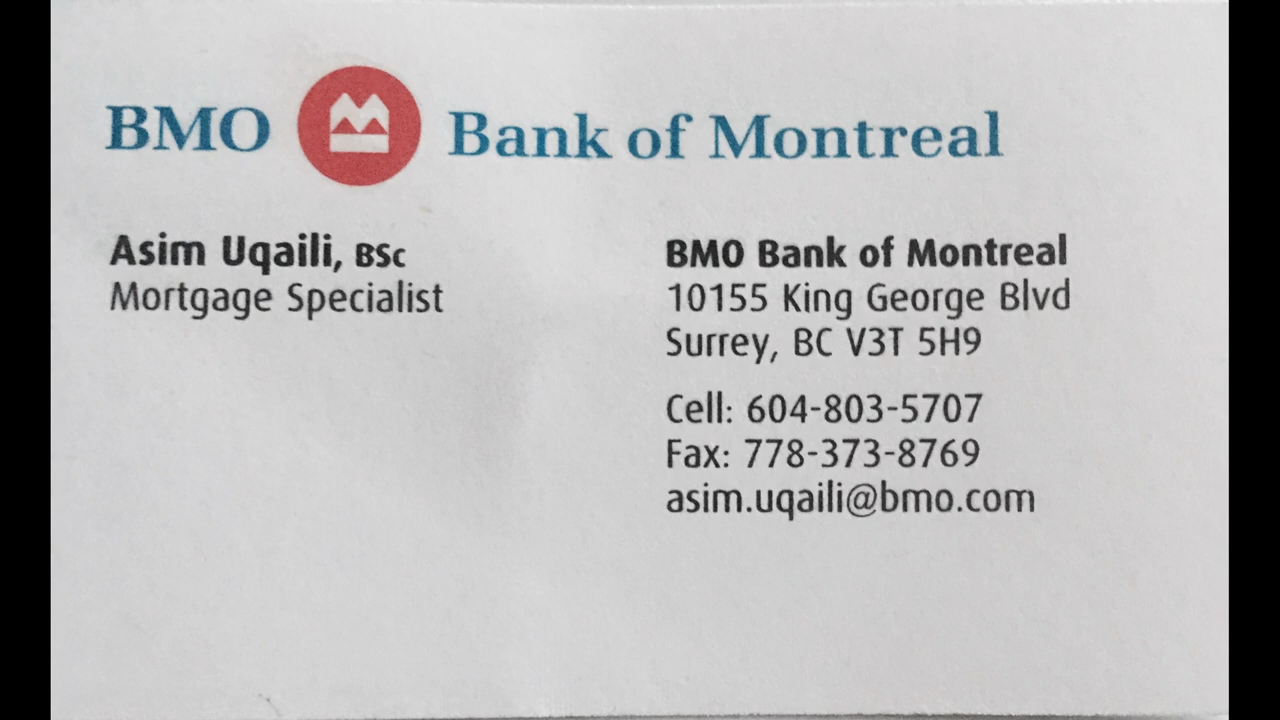 BMO Bank of Montreal
Asim Uqaili, BSc
Mortgage Specialist
BMO Bank of Montreal
10155 King George Blvd
Surrey, BC V3T 5H9
Cell: 604-803-5707
Fax: 778-373-8769
asim.uqaili@bmo.com